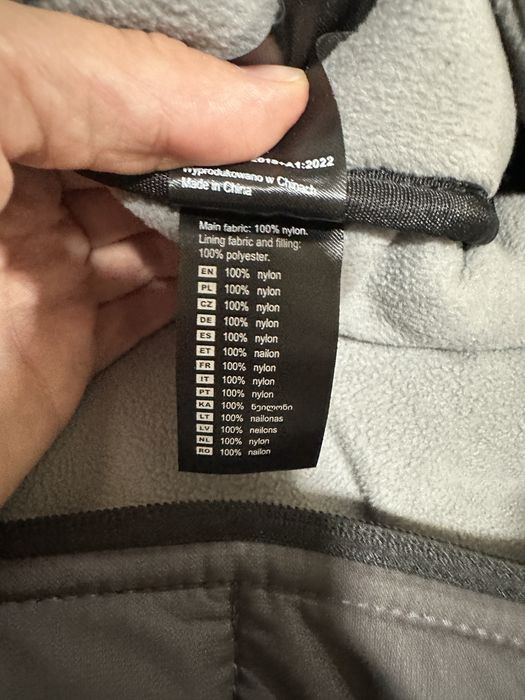 A1:2022
Wyprodukowano w Chinach
Made in China
Main fabric: 100% nylon.
Lining fabric and filling:
100% polyester.
EN 100% nylon
PL 100% nylon
CZ 100% nylon
DE 100% nylon
ES 100% nylon
ET 100% nailon
FR 100% nylon
IT 100% nylon
PT 100% nylon
KA 100% ნეილონი
LT 100% nailonas
LV 100% neilons
NL 100% nylon
RO 100% nailon